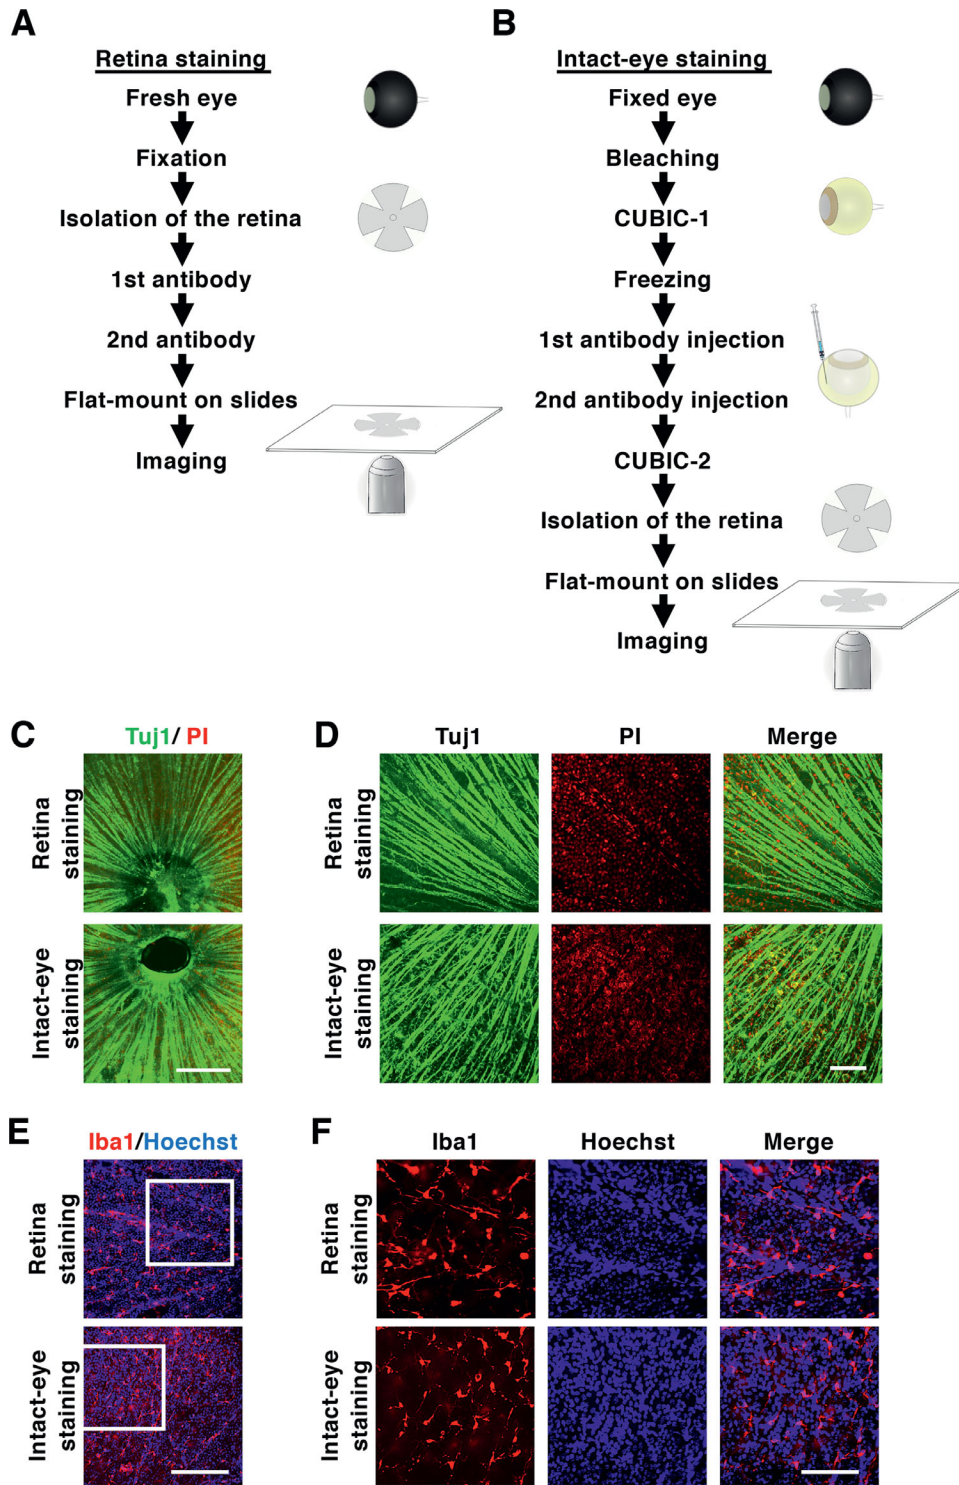 A
Retina staining
Fresh eye
Fixation
Isolation of the retina
1st antibody
2nd antibody
Flat-mount on slides
Imaging
B
Intact-eye staining
Fixed eye
Bleaching
CUBIC-1
Freezing
1st antibody injection
2nd antibody injection
CUBIC-2
Isolation of the retina
Flat-mount on slides
Imaging
C
Tuj1/ PI
Retina
staining
Intact-eye
staining
D
Tuj1 PI Merge
Retina
staining
Intact-eye
staining
E
Iba1/Hoechst
Retina
staining
Intact-eye
staining
F
Iba1 Hoechst Merge
Retina
staining
Intact-eye
staining